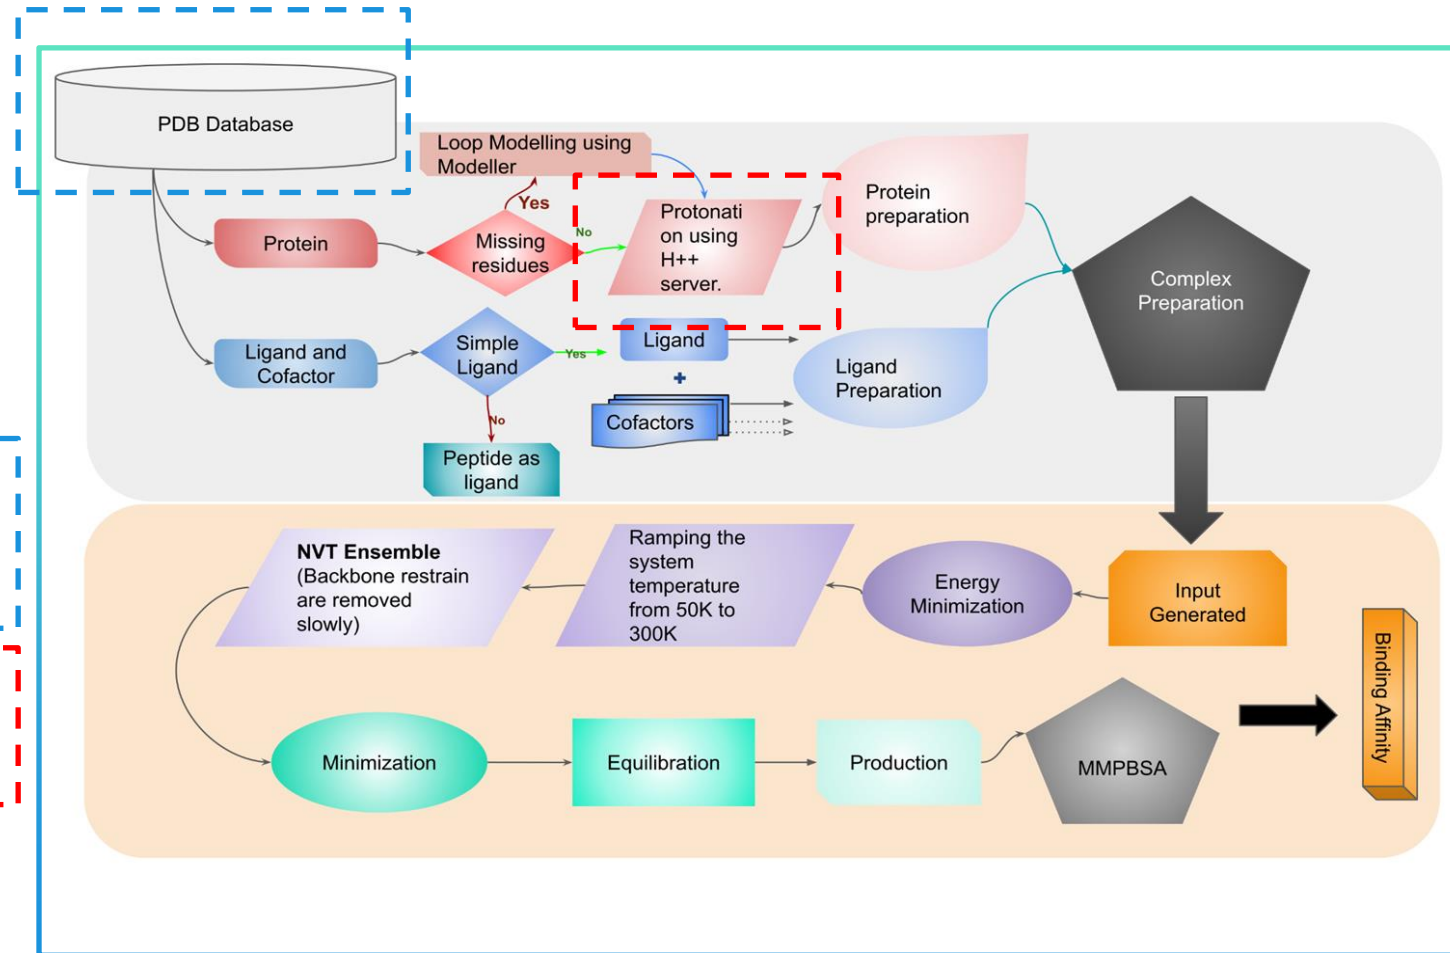 PDB Database
Loop Modelling using
Modeller
Yes
Protein
Missing
residues
No
Protonati
on using
H++
server.
Protein
preparation
Complex
Preparation
Ligand and
Cofactor
Simple
Ligand
Yes
Ligand
+
Cofactors
Ligand
Preparation
No
Peptide as
ligand
NVT Ensemble
(Backbone restrain
are removed
slowly)
Ramping the
system
temperature
from 50K to
300K
Energy
Minimization
Input
Generated
Binding Affinity
Minimization
Equilibration
Production
MMPBSA